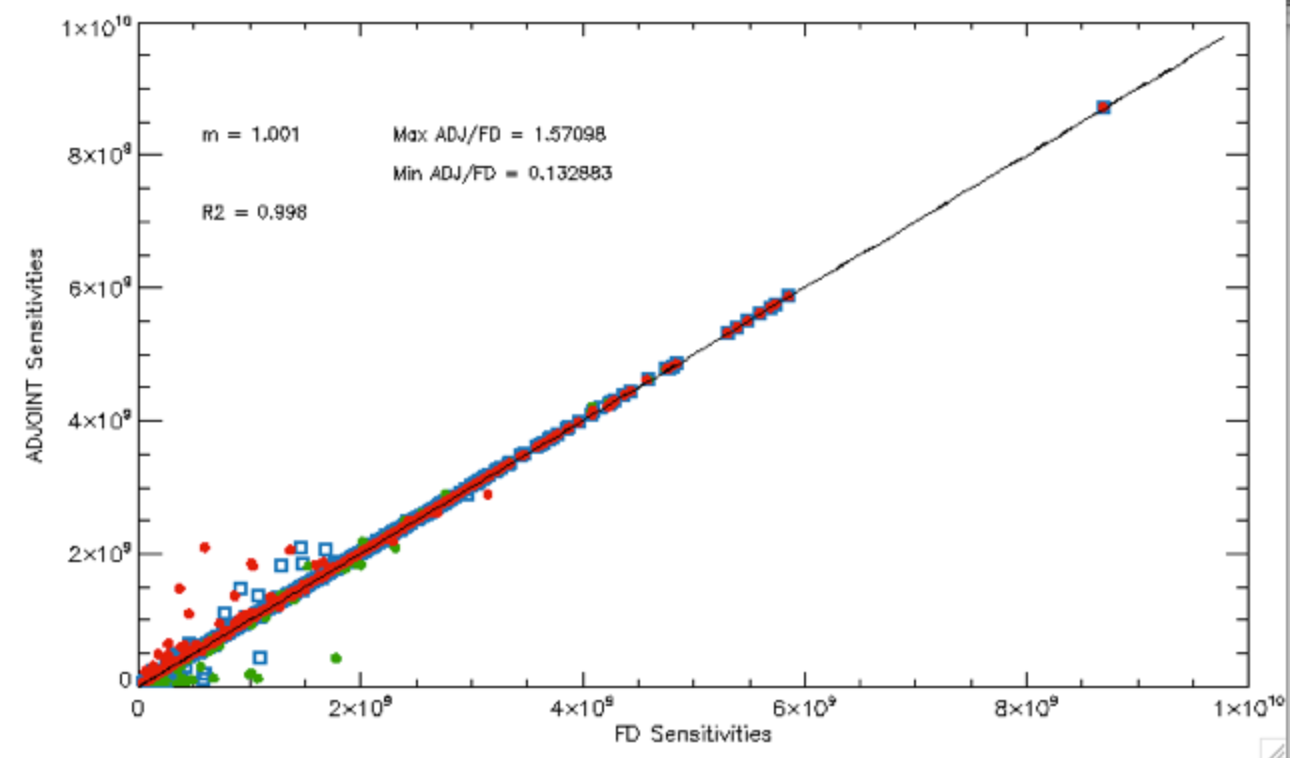 1×10¹⁰
m = 1.001 Max ADJ/FD = 1.57098
8×10⁹
Min ADJ/FD = 0.132883
R2 = 0.998
6×10⁹
ADJOINT Sensitivities
4×10⁹
2×10⁹
0
0 2×10⁹ 4×10⁹ 6×10⁹ 8×10⁹ 1×10¹⁰
FD Sensitivities